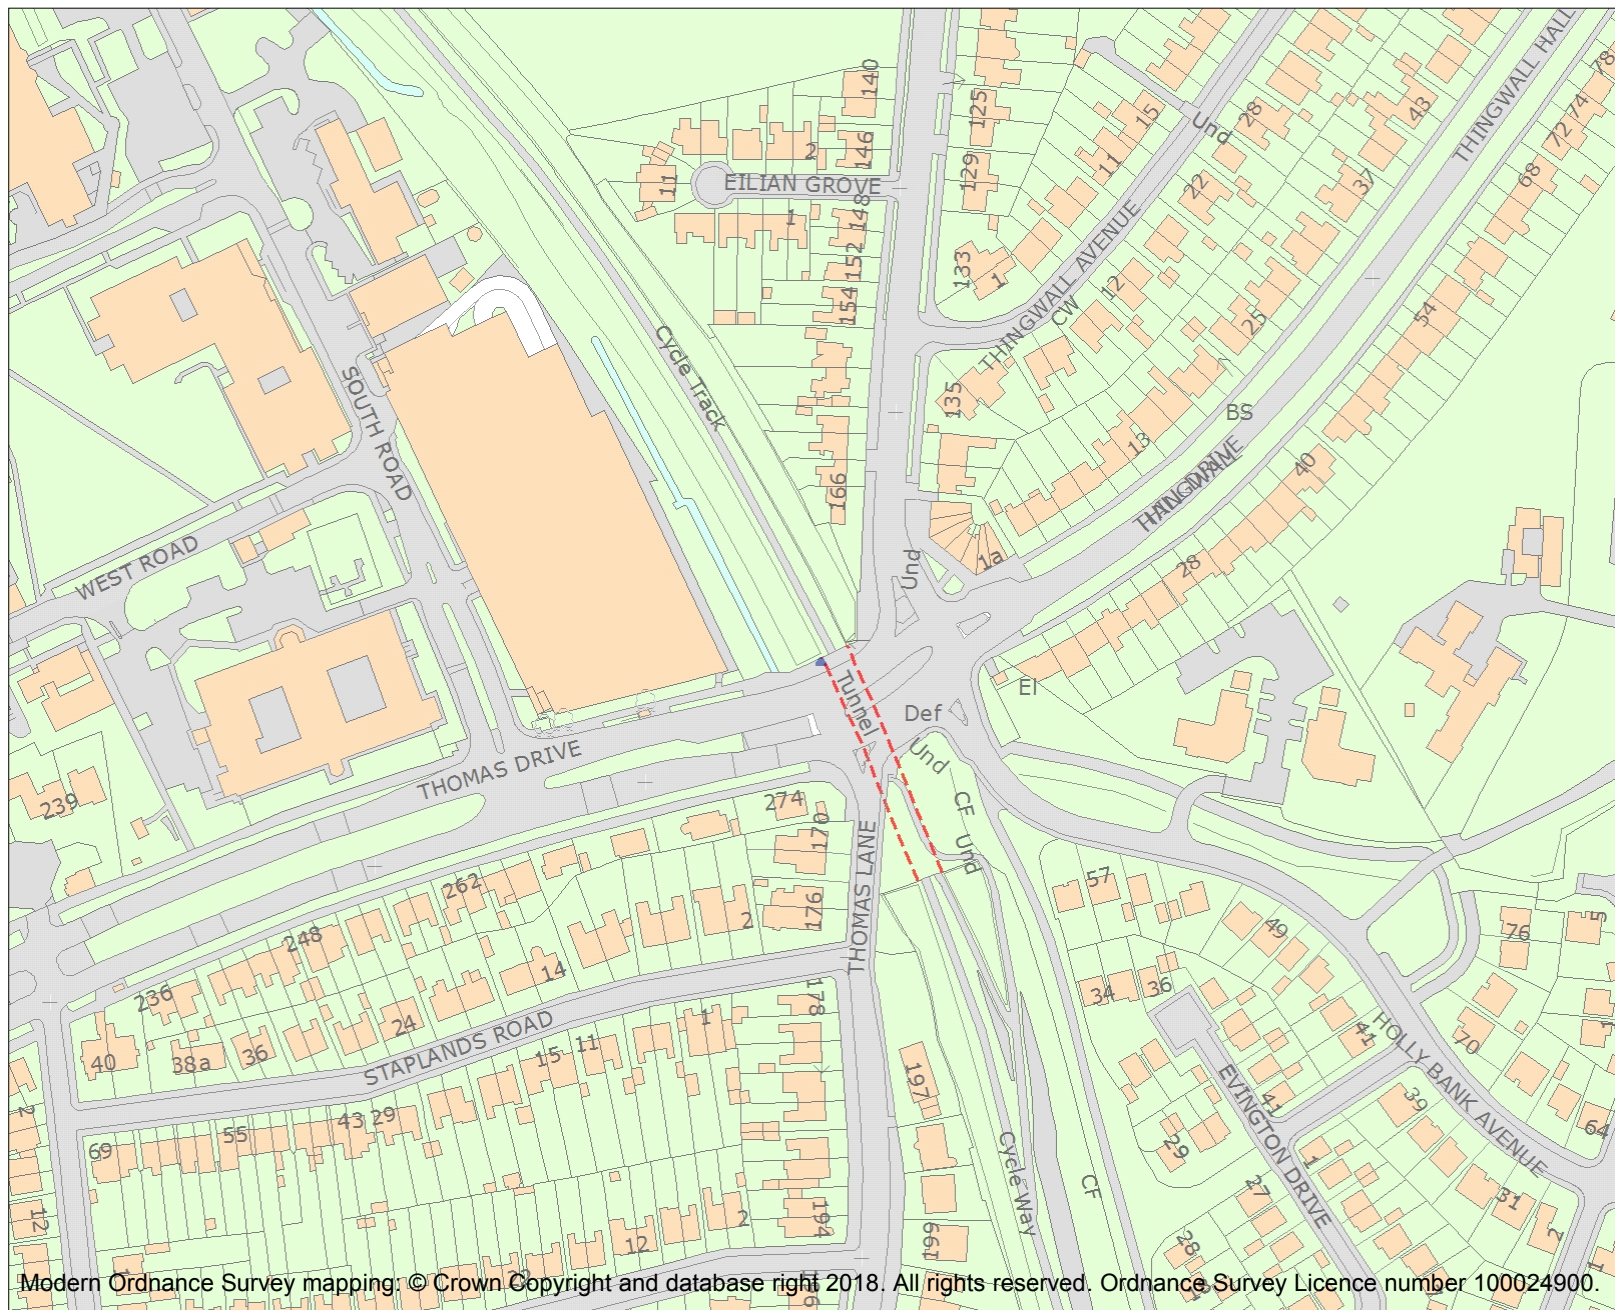 140
125
15
Und
28
43
THINGWALL HALL
78
74
72
146
2
129
11
11
EILIAN GROVE
22
37
68
1
148
152
133
1
THINGWALL AVENUE
12
154
CW
25
54
Cycle Track
SOUTH ROAD
135
BS
13
40
166
WEST ROAD
Und
1a
28
Tunnel
El
Def
Und
THOMAS DRIVE
239
274
170
CF
Und
THOMAS LANE
57
262
176
2
248
49
76
5
14
236
178
34
36
24
1
41
HOLLY BANK AVENUE
70
STAPLANDS ROAD
40
38a
36
15
11
197
EVINGTON DRIVE
41
39
64
2
43
29
55
69
29
1
Cycle Way
CF
27
31
12
2
194
199
12
28
2
Modern Ordnance Survey mapping: © Crown Copyright and database right 2018. All rights reserved. Ordnance Survey Licence number 100024900.